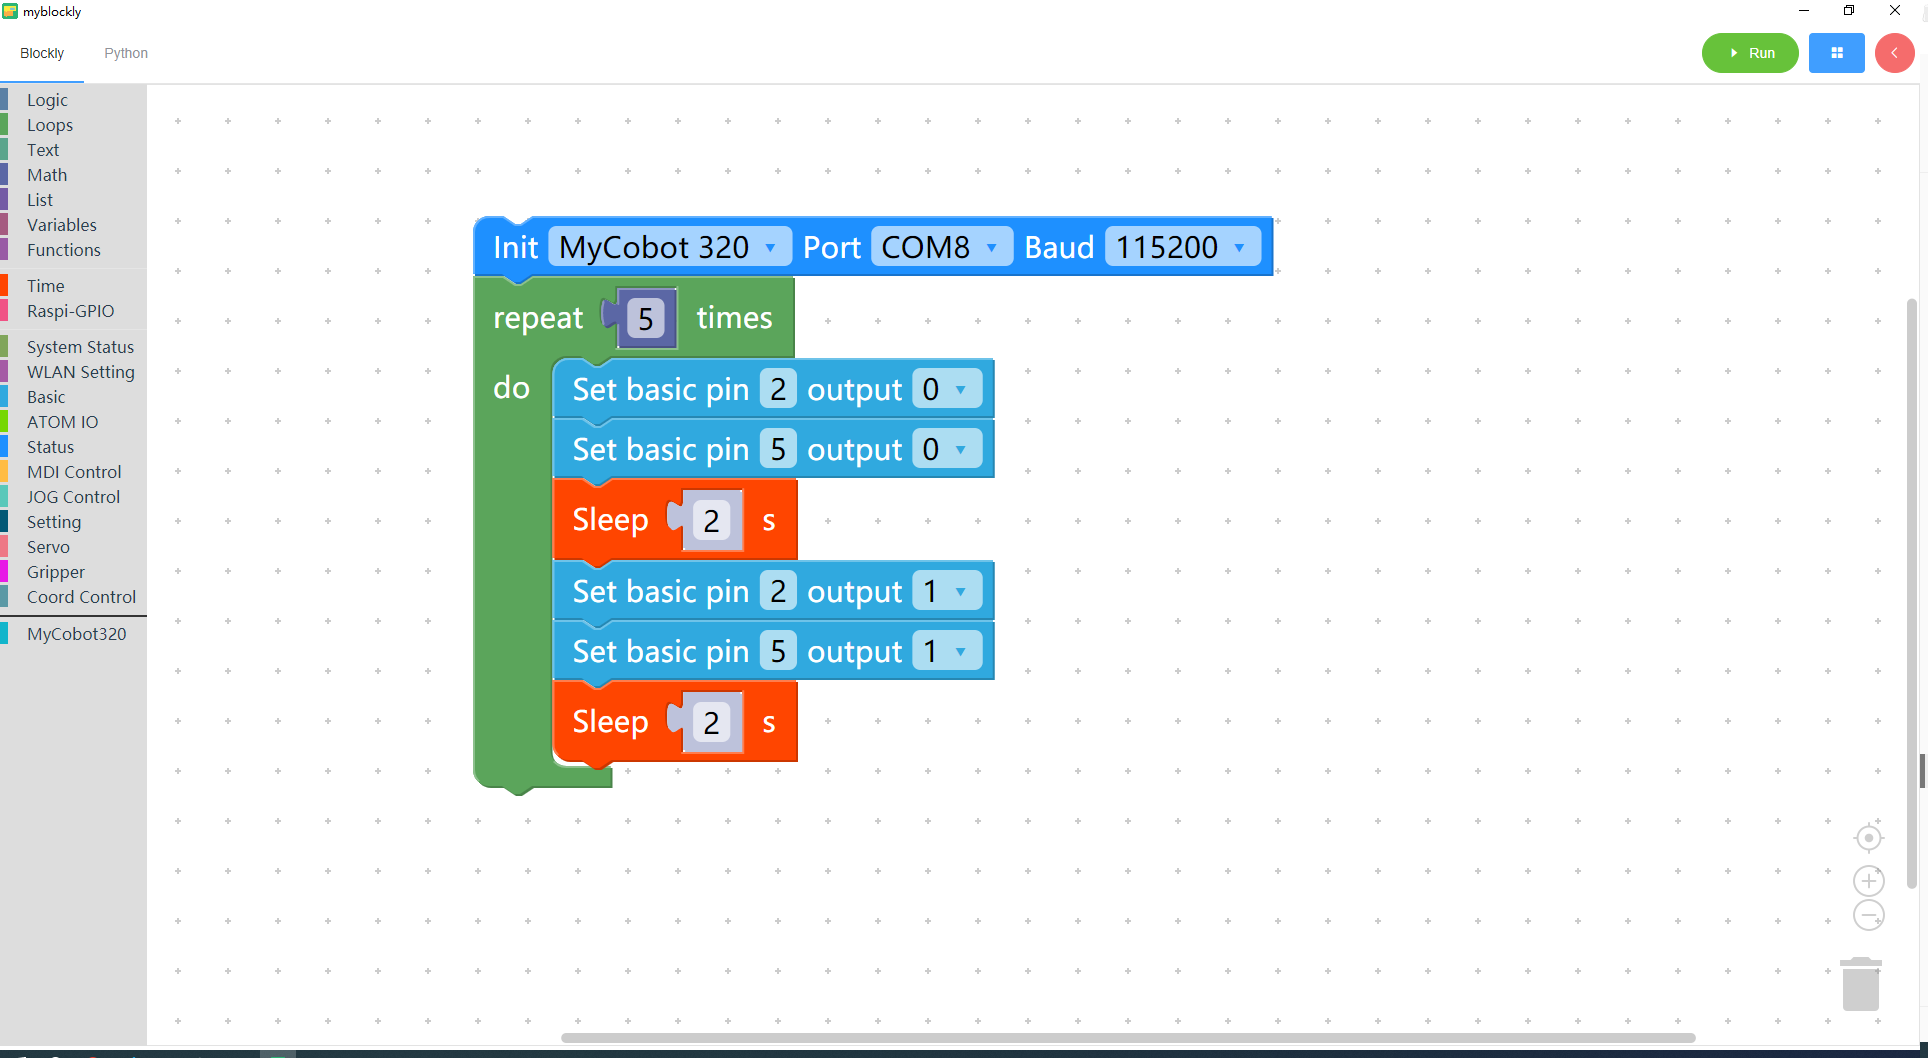 myblockly
Blockly Python Run
Logic
Loops
Text
Math
List
Variables
Functions
Time
Raspi-GPIO
System Status
WLAN Setting
Basic
ATOM IO
Status
MDI Control
JOG Control
Setting
Servo
Gripper
Coord Control
MyCobot320
Init MyCobot 320 Port COM8 Baud 115200
repeat 5 times
do Set basic pin 2 output 0
Set basic pin 5 output 0
Sleep 2 s
Set basic pin 2 output 1
Set basic pin 5 output 1
Sleep 2 s